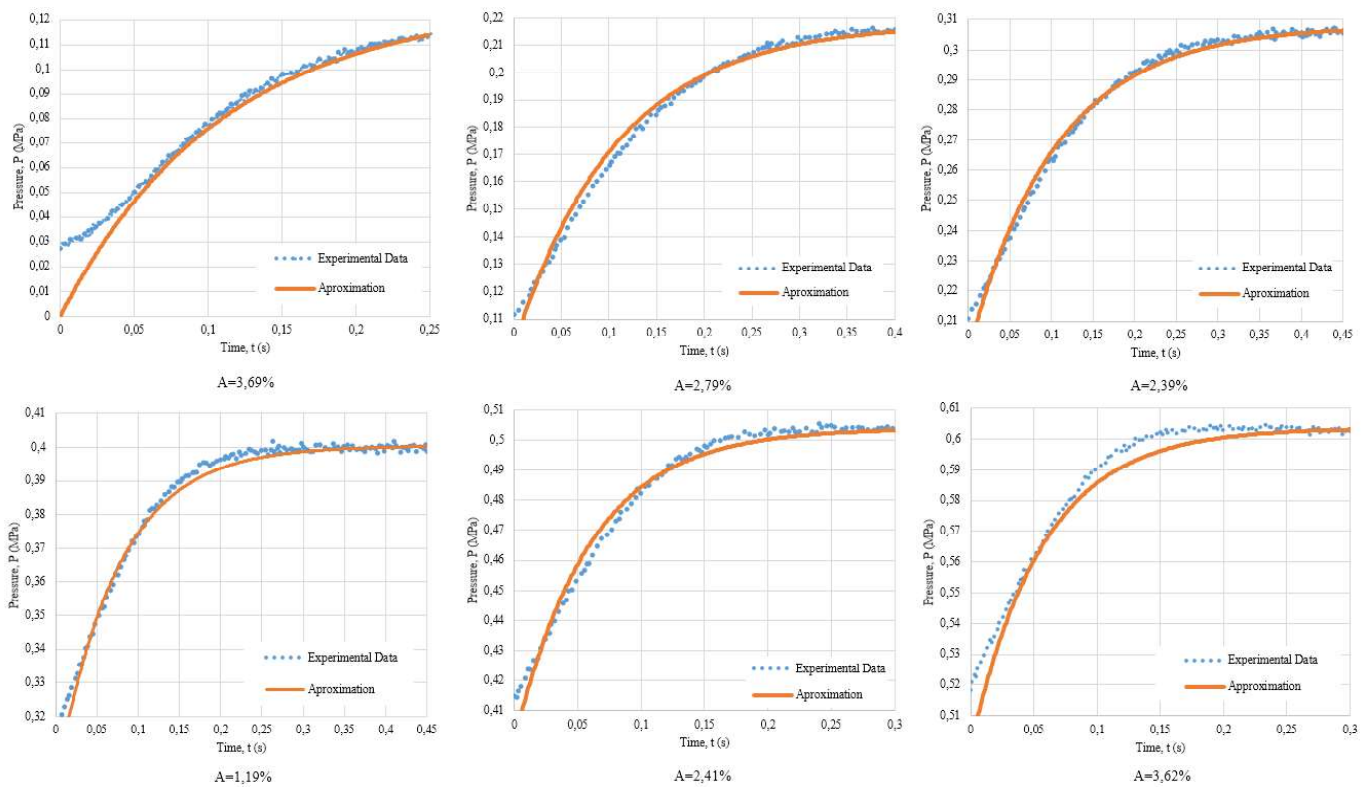 0,12
0,11
0,1
0,09
0,08
0,07
0,06
0,05
0,04
0,03
0,02
0,01
0
Pressure, P (MPa)
0 0,05 0,1 0,15 0,2 0,25
Time, t (s)
Experimental Data
Aproximation
A=3,69%
0,22
0,21
0,2
0,19
0,18
0,17
0,16
0,15
0,14
0,13
0,12
0,11
Pressure, P (MPa)
0 0,05 0,1 0,15 0,2 0,25 0,3 0,35 0,4
Time, t (s)
Experimental Data
Aproximation
A=2,79%
0,31
0,3
0,29
0,28
0,27
0,26
0,25
0,24
0,23
0,22
0,21
Pressure, P (MPa)
0 0,05 0,1 0,15 0,2 0,25 0,3 0,35 0,4 0,45
Time, t (s)
Experimental Data
Aproximation
A=2,39%
0,41
0,4
0,39
0,38
0,37
0,36
0,35
0,34
0,33
0,32
Pressure, P (MPa)
0 0,05 0,1 0,15 0,2 0,25 0,3 0,35 0,4 0,45
Time, t (s)
Experimental Data
Aproximation
A=1,19%
0,51
0,5
0,49
0,48
0,47
0,46
0,45
0,44
0,43
0,42
0,41
Pressure, P (MPa)
0 0,05 0,1 0,15 0,2 0,25 0,3
Time, t (s)
Experimental Data
Aproximation
A=2,41%
0,61
0,6
0,59
0,58
0,57
0,56
0,55
0,54
0,53
0,52
0,51
Pressure, P (MPa)
0 0,05 0,1 0,15 0,2 0,25 0,3
Time, t (s)
Experimental Data
Approximation
A=3,62%